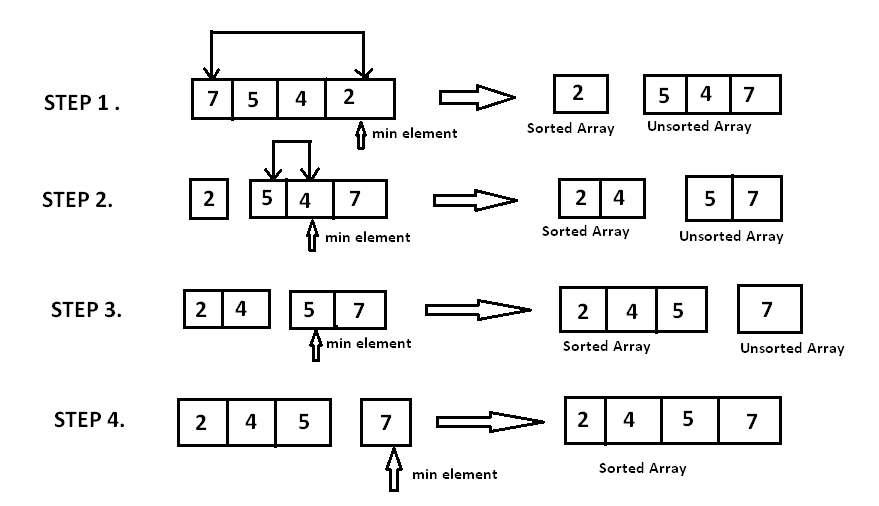 STEP 1 .
7 5 4 2
min element
2
Sorted Array
5 4 7
Unsorted Array
STEP 2.
2
5 4 7
min element
2 4
Sorted Array
5 7
Unsorted Array
STEP 3.
2 4
5 7
min element
2 4 5
Sorted Array
7
Unsorted Array
STEP 4.
2 4 5
7
min element
2 4 5 7
Sorted Array